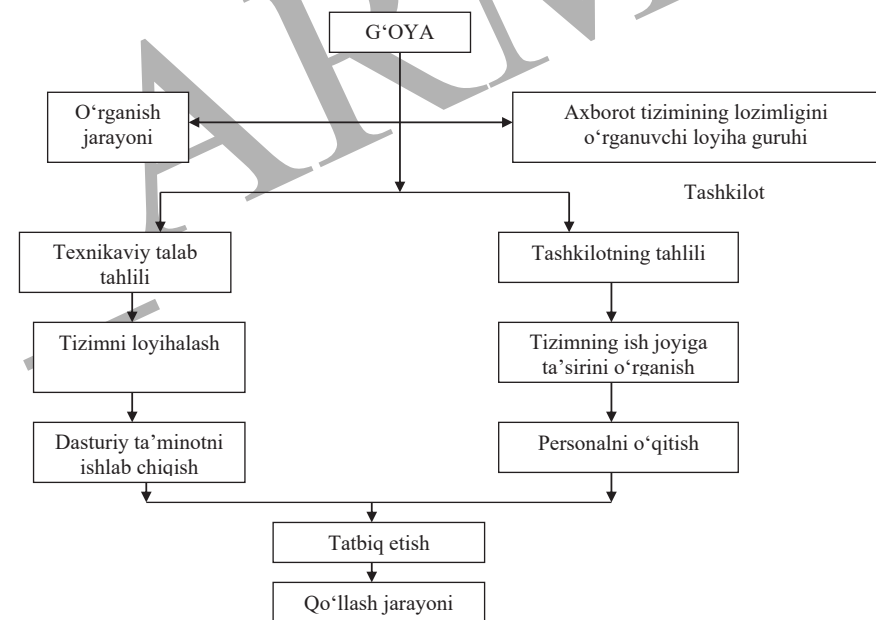 G‘OYA
O‘rganish
jarayoni
Axborot tizimining lozimligini
o‘rganuvchi loyiha guruhi
Tashkilot
Texnikaviy talab
tahlili
Tashkilotning tahlili
Tizimni loyihalash
Tizimning ish joyiga
ta’sirini o‘rganish
Dasturiy ta’minotni
ishlab chiqish
Personalni o‘qitish
Tatbiq etish
Qo‘llash jarayoni